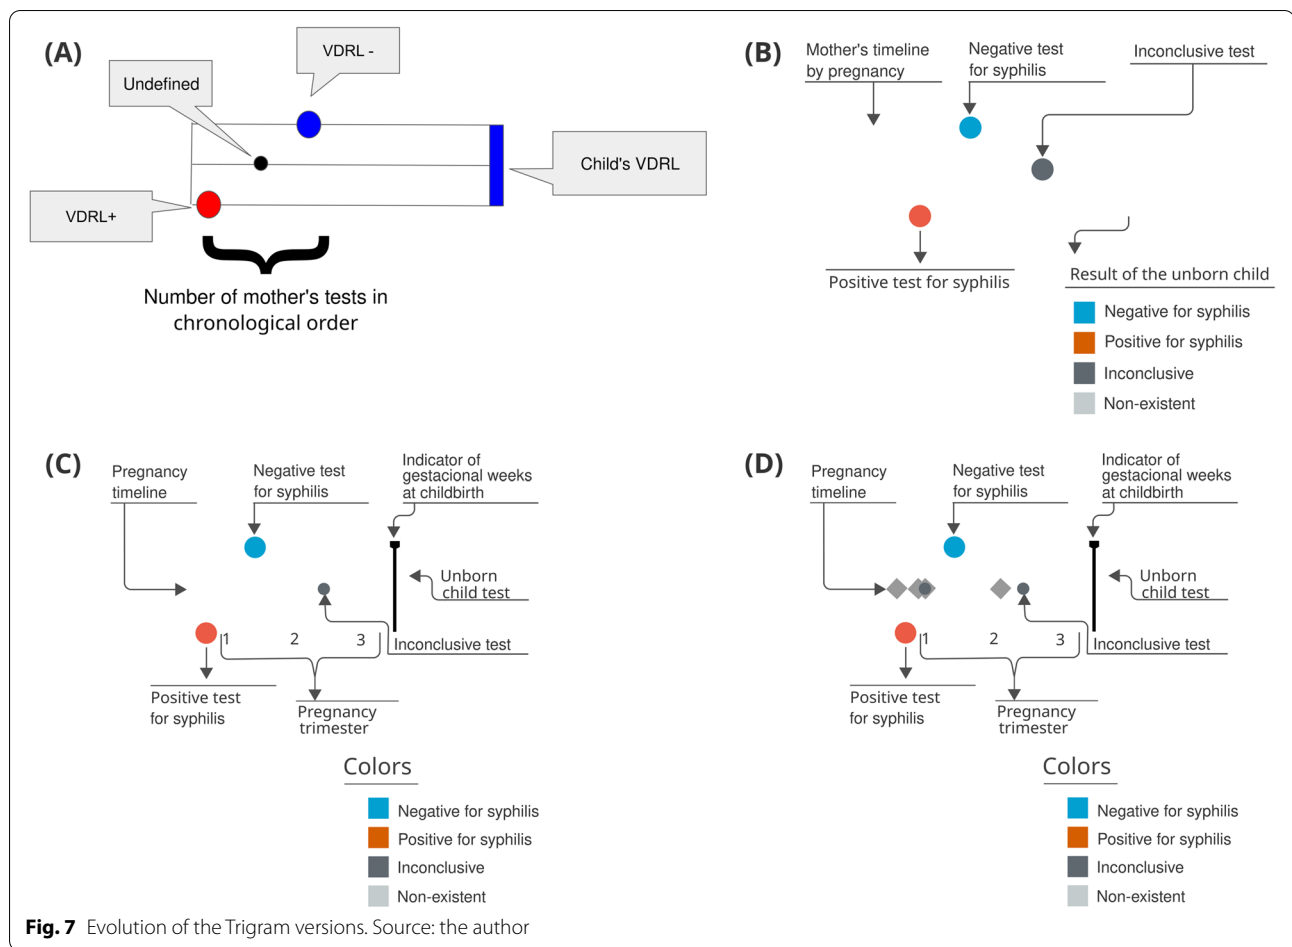 (A)
VDRL -
Undefined
Child's VDRL
VDRL+
Number of mother's tests in
chronological order
(B)
Mother's timeline
by pregnancy
Negative test
for syphilis
Inconclusive test
Positive test for syphilis
Result of the unborn child
Negative for syphilis
Positive for syphilis
Inconclusive
Non-existent
(C)
Pregnancy
timeline
Negative test
for syphilis
Indicator of
gestacional weeks
at childbirth
Unborn
child test
1 2 3
Inconclusive test
Positive test
for syphilis
Pregnancy
trimester
Colors
Negative for syphilis
Positive for syphilis
Inconclusive
Non-existent
(D)
Pregnancy
timeline
Negative test
for syphilis
Indicator of
gestacional weeks
at childbirth
Unborn
child test
1 2 3
Inconclusive test
Positive test
for syphilis
Pregnancy
trimester
Colors
Negative for syphilis
Positive for syphilis
Inconclusive
Non-existent
Fig. 7 Evolution of the Trigram versions. Source: the author